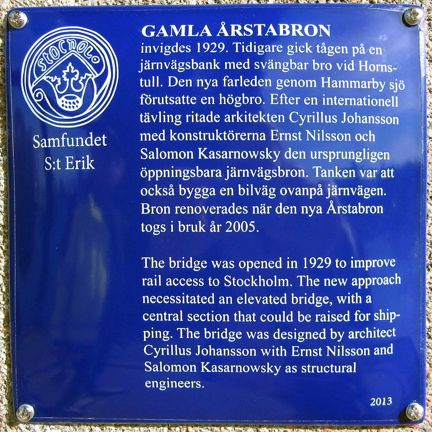 STOCHOLM
Samfundet
S:t Erik
GAMLA ÅRSTABRON
invigdes 1929. Tidigare gick tågen på en
järnvägsbank med svängbar bro vid Horns-
tull. Den nya farleden genom Hammarby sjö
förutsatte en högbro. Efter en internationell
tävling ritade arkitekten Cyrillus Johansson
med konstruktörerna Ernst Nilsson och
Salomon Kasarnowsky den ursprungligen
öppningsbara järnvägsbron. Tanken var att
också bygga en bilväg ovanpå järnvägen.
Bron renoverades när den nya Årstabron
togs i bruk år 2005.
The bridge was opened in 1929 to improve
rail access to Stockholm. The new approach
necessitated an elevated bridge, with a
central section that could be raised for ship-
ping. The bridge was designed by architect
Cyrillus Johansson with Ernst Nilsson and
Salomon Kasarnowsky as structural
engineers.
2013